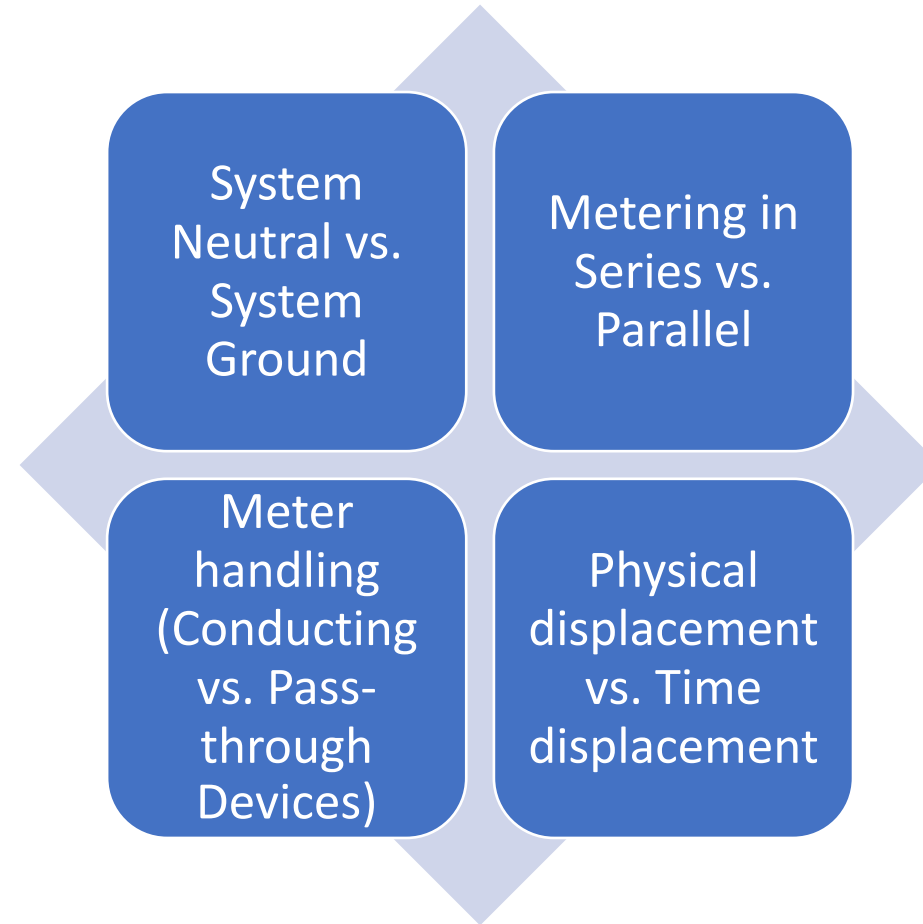 System
Neutral vs.
System
Ground
Metering in
Series vs.
Parallel
Meter
handling
(Conducting
vs. Pass-
through
Devices)
Physical
displacement
vs. Time
displacement